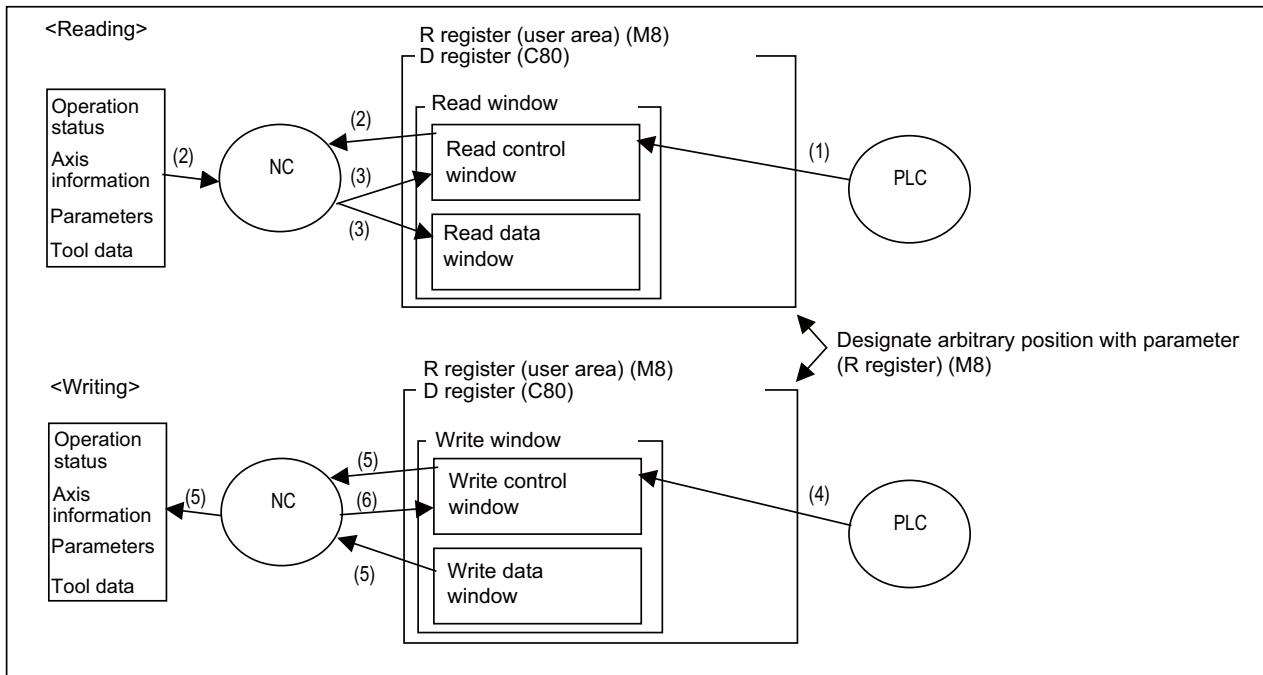 <Reading>
R register (user area) (M8)
D register (C80)
Read window
Operation
status
Axis
information
Parameters
Tool data
(2)
NC
(2)
(3)
(3)
Read control
window
Read data
window
(1)
PLC
Designate arbitrary position with parameter
(R register) (M8)
<Writing>
R register (user area) (M8)
D register (C80)
Write window
Operation
status
Axis
information
Parameters
Tool data
(5)
NC
(5)
(6)
(5)
Write control
window
Write data
window
(4)
PLC